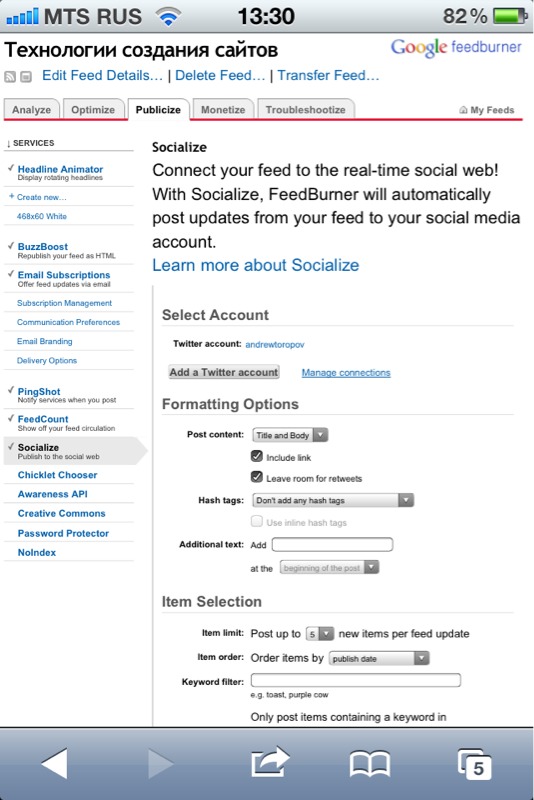 MTS RUS 13:30 82%
Технологии создания сайтов
Google feedburner
Edit Feed Details... | Delete Feed... | Transfer Feed...
Analyze Optimize Publicize Monetize Troubleshootize My Feeds
↓ SERVICES
✓ Headline Animator
Display rotating headlines
+ Create new...
468x60 White
✓ BuzzBoost
Republish your feed as HTML
✓ Email Subscriptions
Offer feed updates via email
Subscription Management
Communication Preferences
Email Branding
Delivery Options
✓ PingShot
Notify services when you post
✓ FeedCount
Show off your feed circulation
✓ Socialize
Publish to the social web
Chicklet Chooser
Awareness API
Creative Commons
Password Protector
NoIndex
Socialize
Connect your feed to the real-time social web!
With Socialize, FeedBurner will automatically
post updates from your feed to your social media
account.
Learn more about Socialize
Select Account
Twitter account: andrewtoropov
Add a Twitter account Manage connections
Formatting Options
Post content: Title and Body
Include link
Leave room for retweets
Hash tags: Don't add any hash tags
Use inline hash tags
Additional text: Add
at the beginning of the post
Item Selection
Item limit: Post up to 5 new items per feed update
Item order: Order items by publish date
Keyword filter:
e.g. toast, purple cow
Only post items containing a keyword in
5